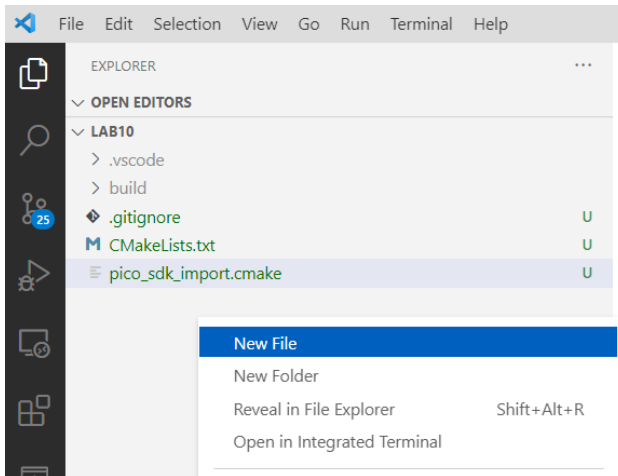 File Edit Selection View Go Run Terminal Help
EXPLORER ...
OPEN EDITORS
LAB10
.vscode
build
.gitignore U
M CMakeLists.txt U
pico_sdk_import.cmake U
25
New File
New Folder
Reveal in File Explorer Shift+Alt+R
Open in Integrated Terminal